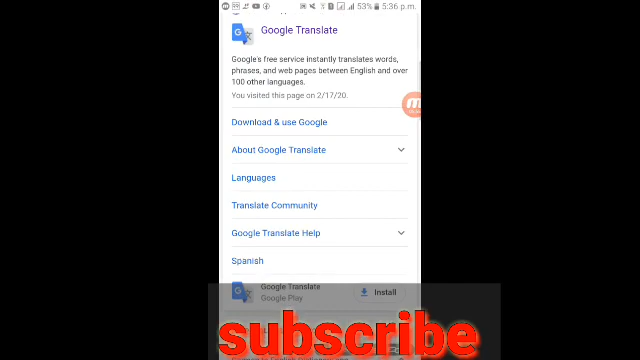 53% 5:36 p.m.
Google Translate
Google's free service instantly translates words,
phrases, and web pages between English and over
100 other languages.
You visited this page on 2/17/20.
Download & use Google
About Google Translate
Languages
Translate Community
Google Translate Help
Spanish
Google Translate
Google Play
Install
subscribe